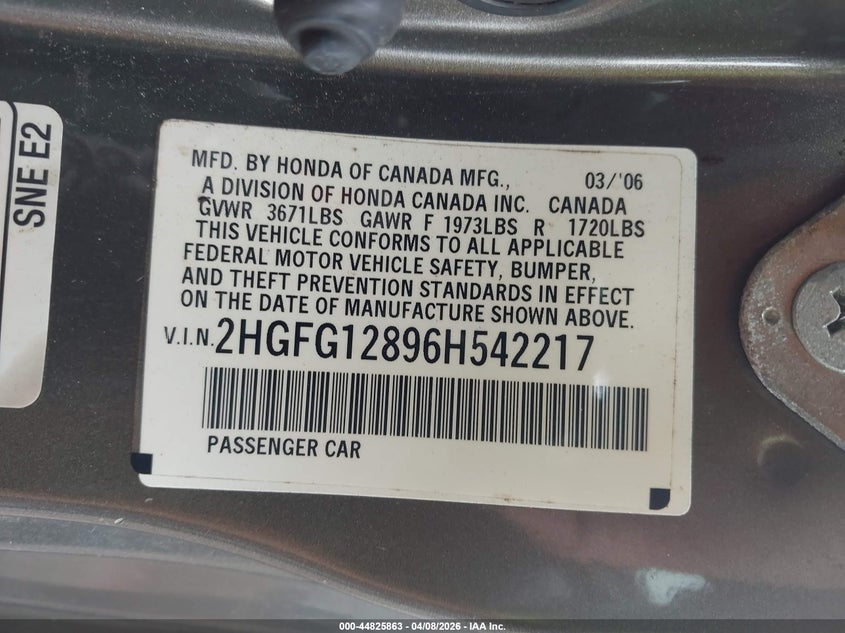 SNE E2
MFD. BY HONDA OF CANADA MFG., 03/'06
A DIVISION OF HONDA CANADA INC. CANADA
GVWR 3671LBS GAWR F 1973LBS R 1720LBS
THIS VEHICLE CONFORMS TO ALL APPLICABLE
FEDERAL MOTOR VEHICLE SAFETY, BUMPER,
AND THEFT PREVENTION STANDARDS IN EFFECT
ON THE DATE OF MANUFACTURE SHOWN ABOVE.
V.I.N. 2HGFG12896H542217
PASSENGER CAR
000-44825863 - 04/08/2026 - IAA Inc.